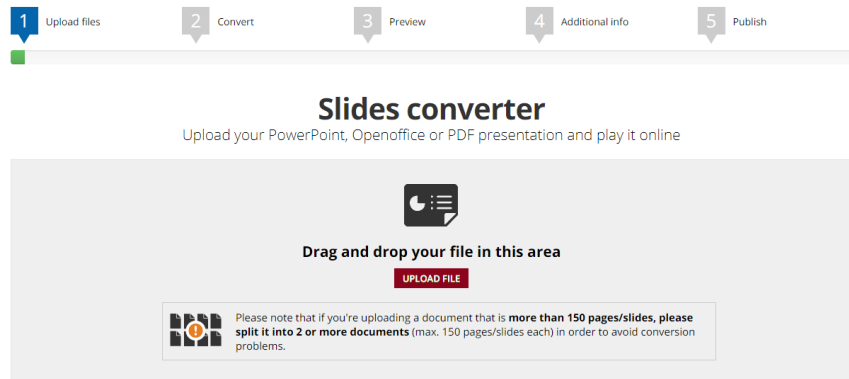 1 Upload files 2 Convert 3 Preview 4 Additional info 5 Publish
Slides converter
Upload your PowerPoint, Openoffice or PDF presentation and play it online
Drag and drop your file in this area
UPLOAD FILE
Please note that if you're uploading a document that is more than 150 pages/slides, please
split it into 2 or more documents (max. 150 pages/slides each) in order to avoid conversion
problems.